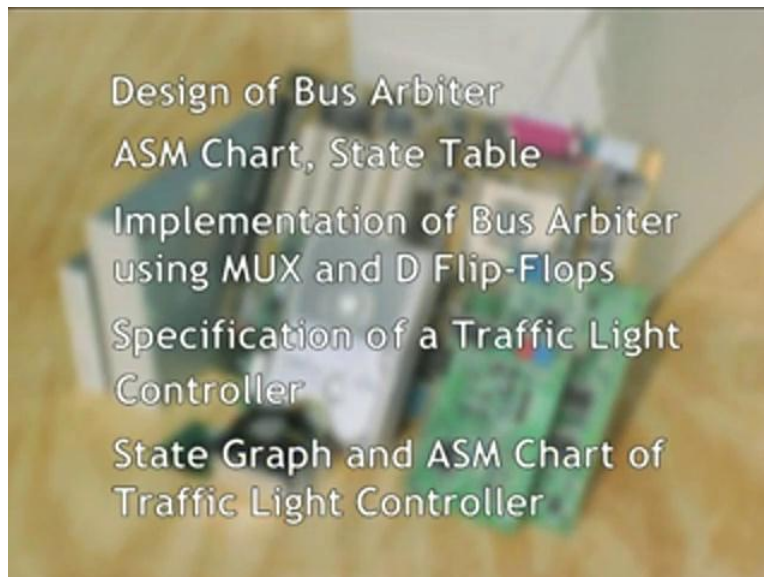 Design of Bus Arbiter
ASM Chart, State Table
Implementation of Bus Arbiter
using MUX and D Flip-Flops
Specification of a Traffic Light
Controller
State Graph and ASM Chart of
Traffic Light Controller